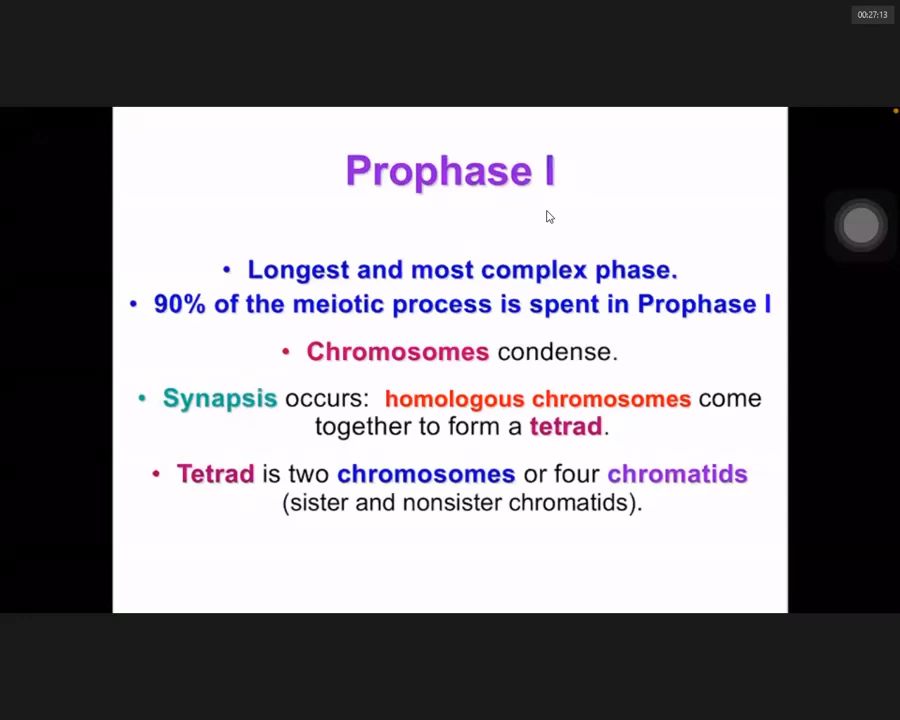 00:27:13
Prophase I
• Longest and most complex phase.
• 90% of the meiotic process is spent in Prophase I
• Chromosomes condense.
• Synapsis occurs: homologous chromosomes come
together to form a tetrad.
• Tetrad is two chromosomes or four chromatids
(sister and nonsister chromatids).